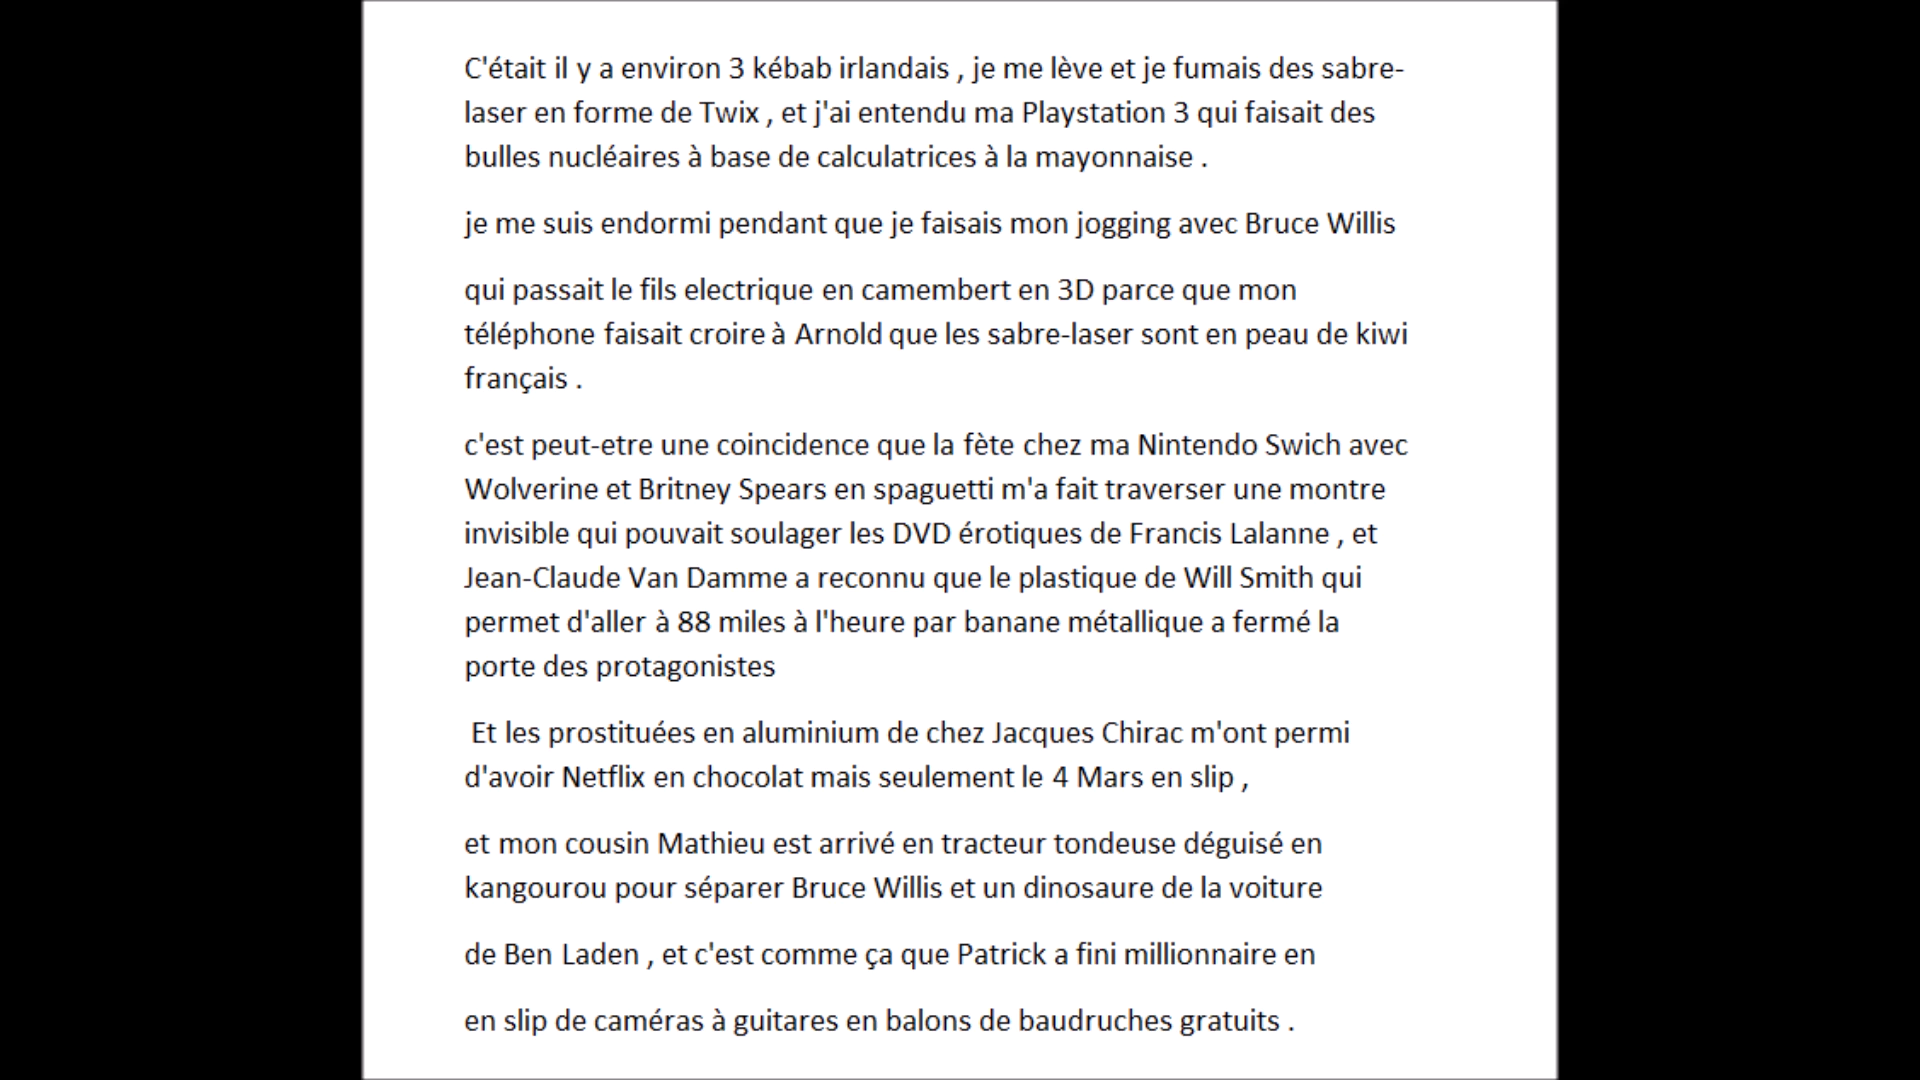 C'était il y a environ 3 kébab irlandais , je me lève et je fumais des sabre-
laser en forme de Twix , et j'ai entendu ma Playstation 3 qui faisait des
bulles nucléaires à base de calculatrices à la mayonnaise .
je me suis endormi pendant que je faisais mon jogging avec Bruce Willis
qui passait le fils electrique en camembert en 3D parce que mon
téléphone faisait croire à Arnold que les sabre-laser sont en peau de kiwi
français .
c'est peut-etre une coincidence que la fète chez ma Nintendo Swich avec
Wolverine et Britney Spears en spaguetti m'a fait traverser une montre
invisible qui pouvait soulager les DVD érotiques de Francis Lalanne , et
Jean-Claude Van Damme a reconnu que le plastique de Will Smith qui
permet d'aller à 88 miles à l'heure par banane métallique a fermé la
porte des protagonistes
Et les prostituées en aluminium de chez Jacques Chirac m'ont permi
d'avoir Netflix en chocolat mais seulement le 4 Mars en slip ,
et mon cousin Mathieu est arrivé en tracteur tondeuse déguisé en
kangourou pour séparer Bruce Willis et un dinosaure de la voiture
de Ben Laden , et c'est comme ça que Patrick a fini millionnaire en
en slip de caméras à guitares en balons de baudruches gratuits .